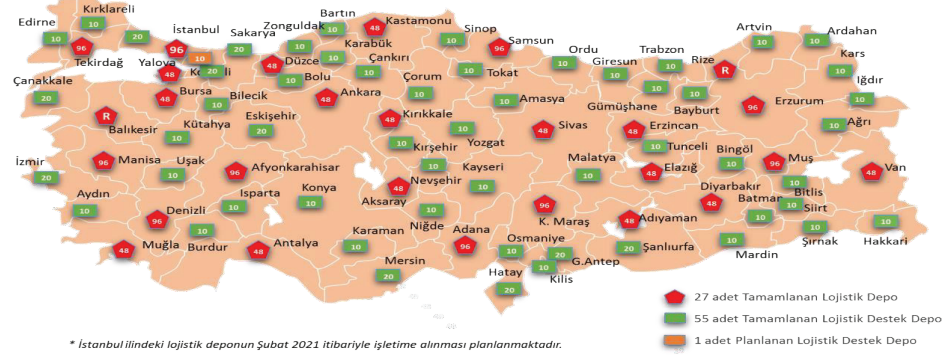 Kırklareli
Edirne
10
10
20
96
Tekirdağ
İstanbul
96
10
Yalova
48
20
Sakarya
20
Zonguldak
10
Bartın
10
Kastamonu
48
Karabük
10
Düzce
48
Bolu
10
Çankırı
10
Sinop
10
Samsun
96
Çorum
10
Tokat
10
Ordu
10
Giresun
10
Trabzon
10
Rize
R
Artvin
10
Ardahan
10
Kars
10
Iğdır
10
Çanakkale
20
Bursa
48
Bilecik
10
Ankara
48
Kırıkkale
48
Amasya
10
Gümüşhane
10
Bayburt
10
Erzurum
96
Ağrı
20
R
Balıkesir
Kütahya
10
Eskişehir
20
Kırşehir
10
Yozgat
10
Sivas
48
Erzincan
48
Tunceli
10
Bingöl
10
Muş
96
Van
48
İzmir
20
Manisa
96
Uşak
10
Afyonkarahisar
96
Nevşehir
10
48
Aksaray
Kayseri
10
Malatya
10
Elazığ
48
Diyarbakır
48
Batman
10
Bitlis
10
10
Siirt
Aydın
10
Denizli
96
Isparta
10
Konya
10
Niğde
10
K. Maraş
96
Adıyaman
48
Şanlıurfa
20
Mardin
10
Şırnak
10
Hakkari
10
Muğla
48
Burdur
10
Antalya
48
Karaman
10
Mersin
20
Adana
96
Osmaniye
10
20
G.Antep
10
Kilis
Hatay
20
27 adet Tamamlanan Lojistik Depo
55 adet Tamamlanan Lojistik Destek Depo
1 adet Planlanan Lojistik Destek Depo
* İstanbul ilindeki lojistik deponun Şubat 2021 itibariyle işletime alınması planlanmaktadır.